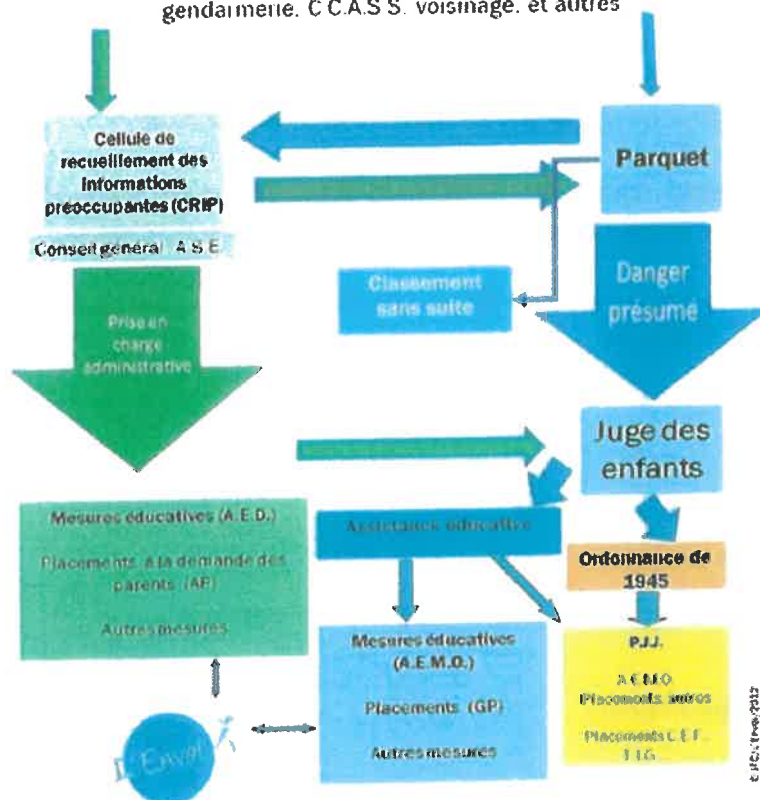 gendarmerie, C.C.A.S S. voisinage, et autres
Cellule de
recueillement des
informations
préoccupantes (CRIP)
Conseil général A S E
Parquet
Classement
sans suite
Danger
présumé
Prise en
charge
administrative
Juge des
enfants
Mesures éducatives (A.E.D.)
Placements à la demande des
parents (AP)
Autres mesures
Assistance éducative
Ordonnance de
1945
Mesures éducatives
(A.E.M.O.)
Placements (GP)
Autres mesures
P.J.J.
A.E.M.O.
Placements, autres
Placements C.E.F.
T.I.G.
L'Envol